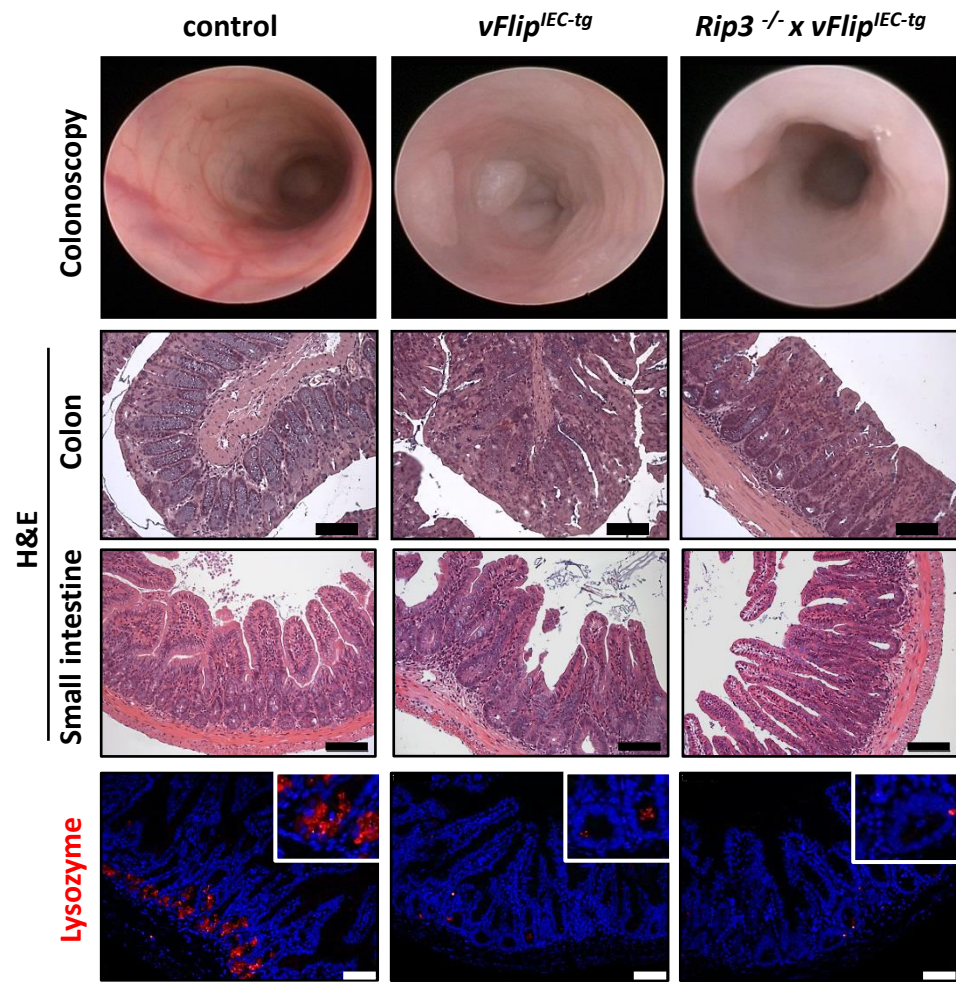 control
vFlip^IEC-tg
Rip3 ^-/- x vFlip^IEC-tg
Colonoscopy
H&E
Colon
Small intestine
Lysozyme